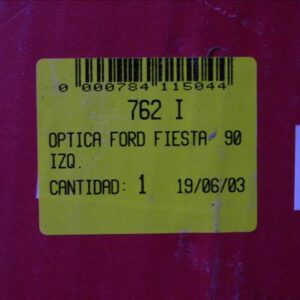 0 000784 115044
762 I
OPTICA FORD FIESTA 90
IZQ.
CANTIDAD: 1 19/06/03